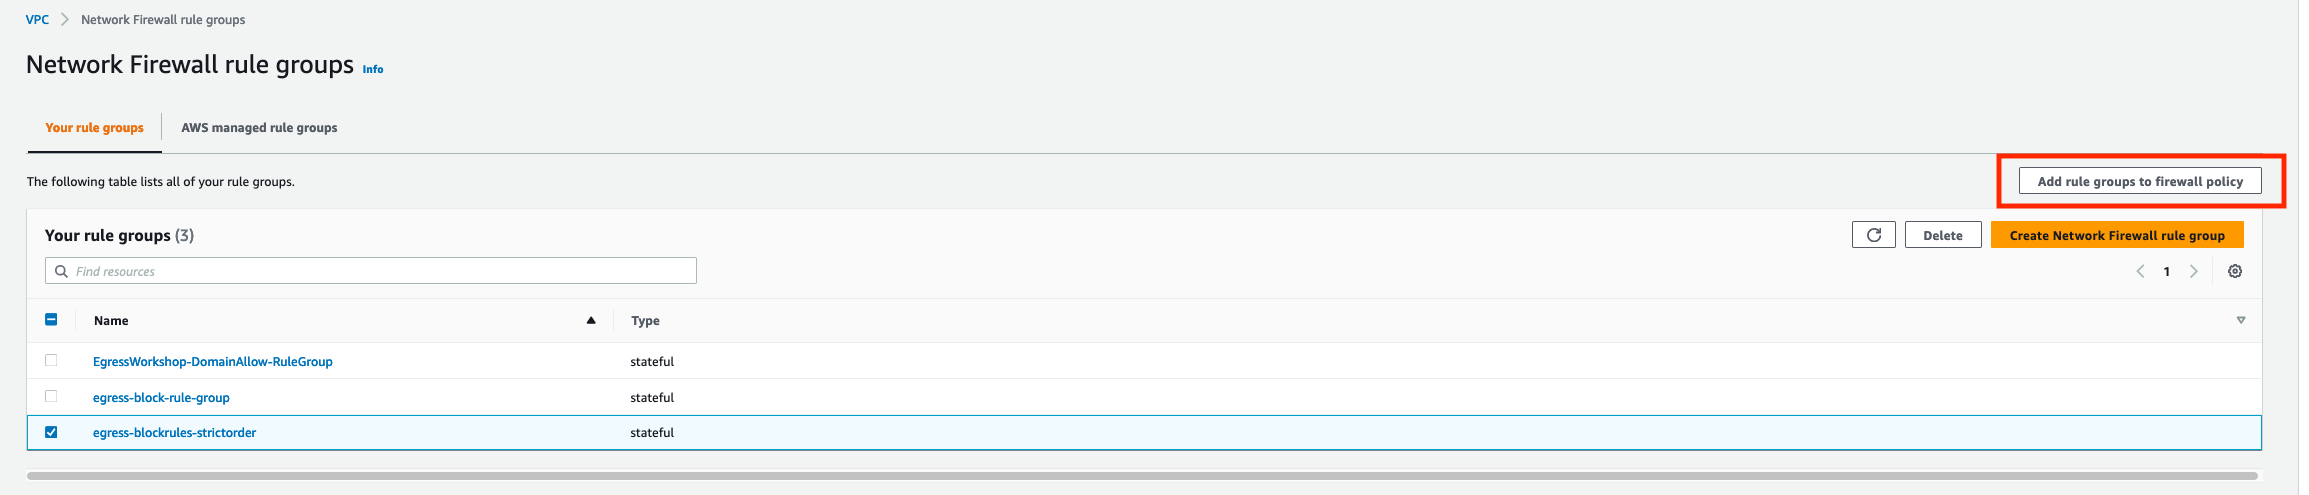 VPC > Network Firewall rule groups
Network Firewall rule groups Info
Your rule groups AWS managed rule groups
The following table lists all of your rule groups.
Add rule groups to firewall policy
Your rule groups (3)
Delete Create Network Firewall rule group
Find resources
1
Name Type
EgressWorkshop-DomainAllow-RuleGroup stateful
egress-block-rule-group stateful
egress-blockrules-strictorder stateful